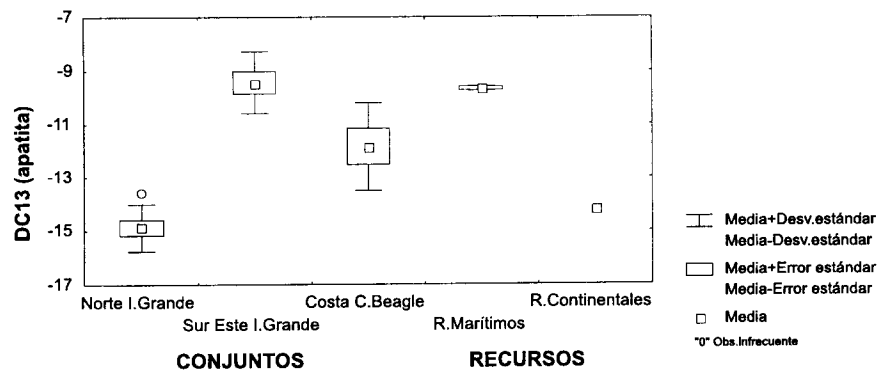 -7
-9
-11
-13
-15
-17
DC13 (apatita)
Norte I.Grande
Sur Este I.Grande
Costa C.Beagle
R.Marítimos
R.Continentales
CONJUNTOS
RECURSOS
Media+Desv.estándar
Media-Desv.estándar
Media+Error estándar
Media-Error estándar
Media
"0" Obs.Infrecuente